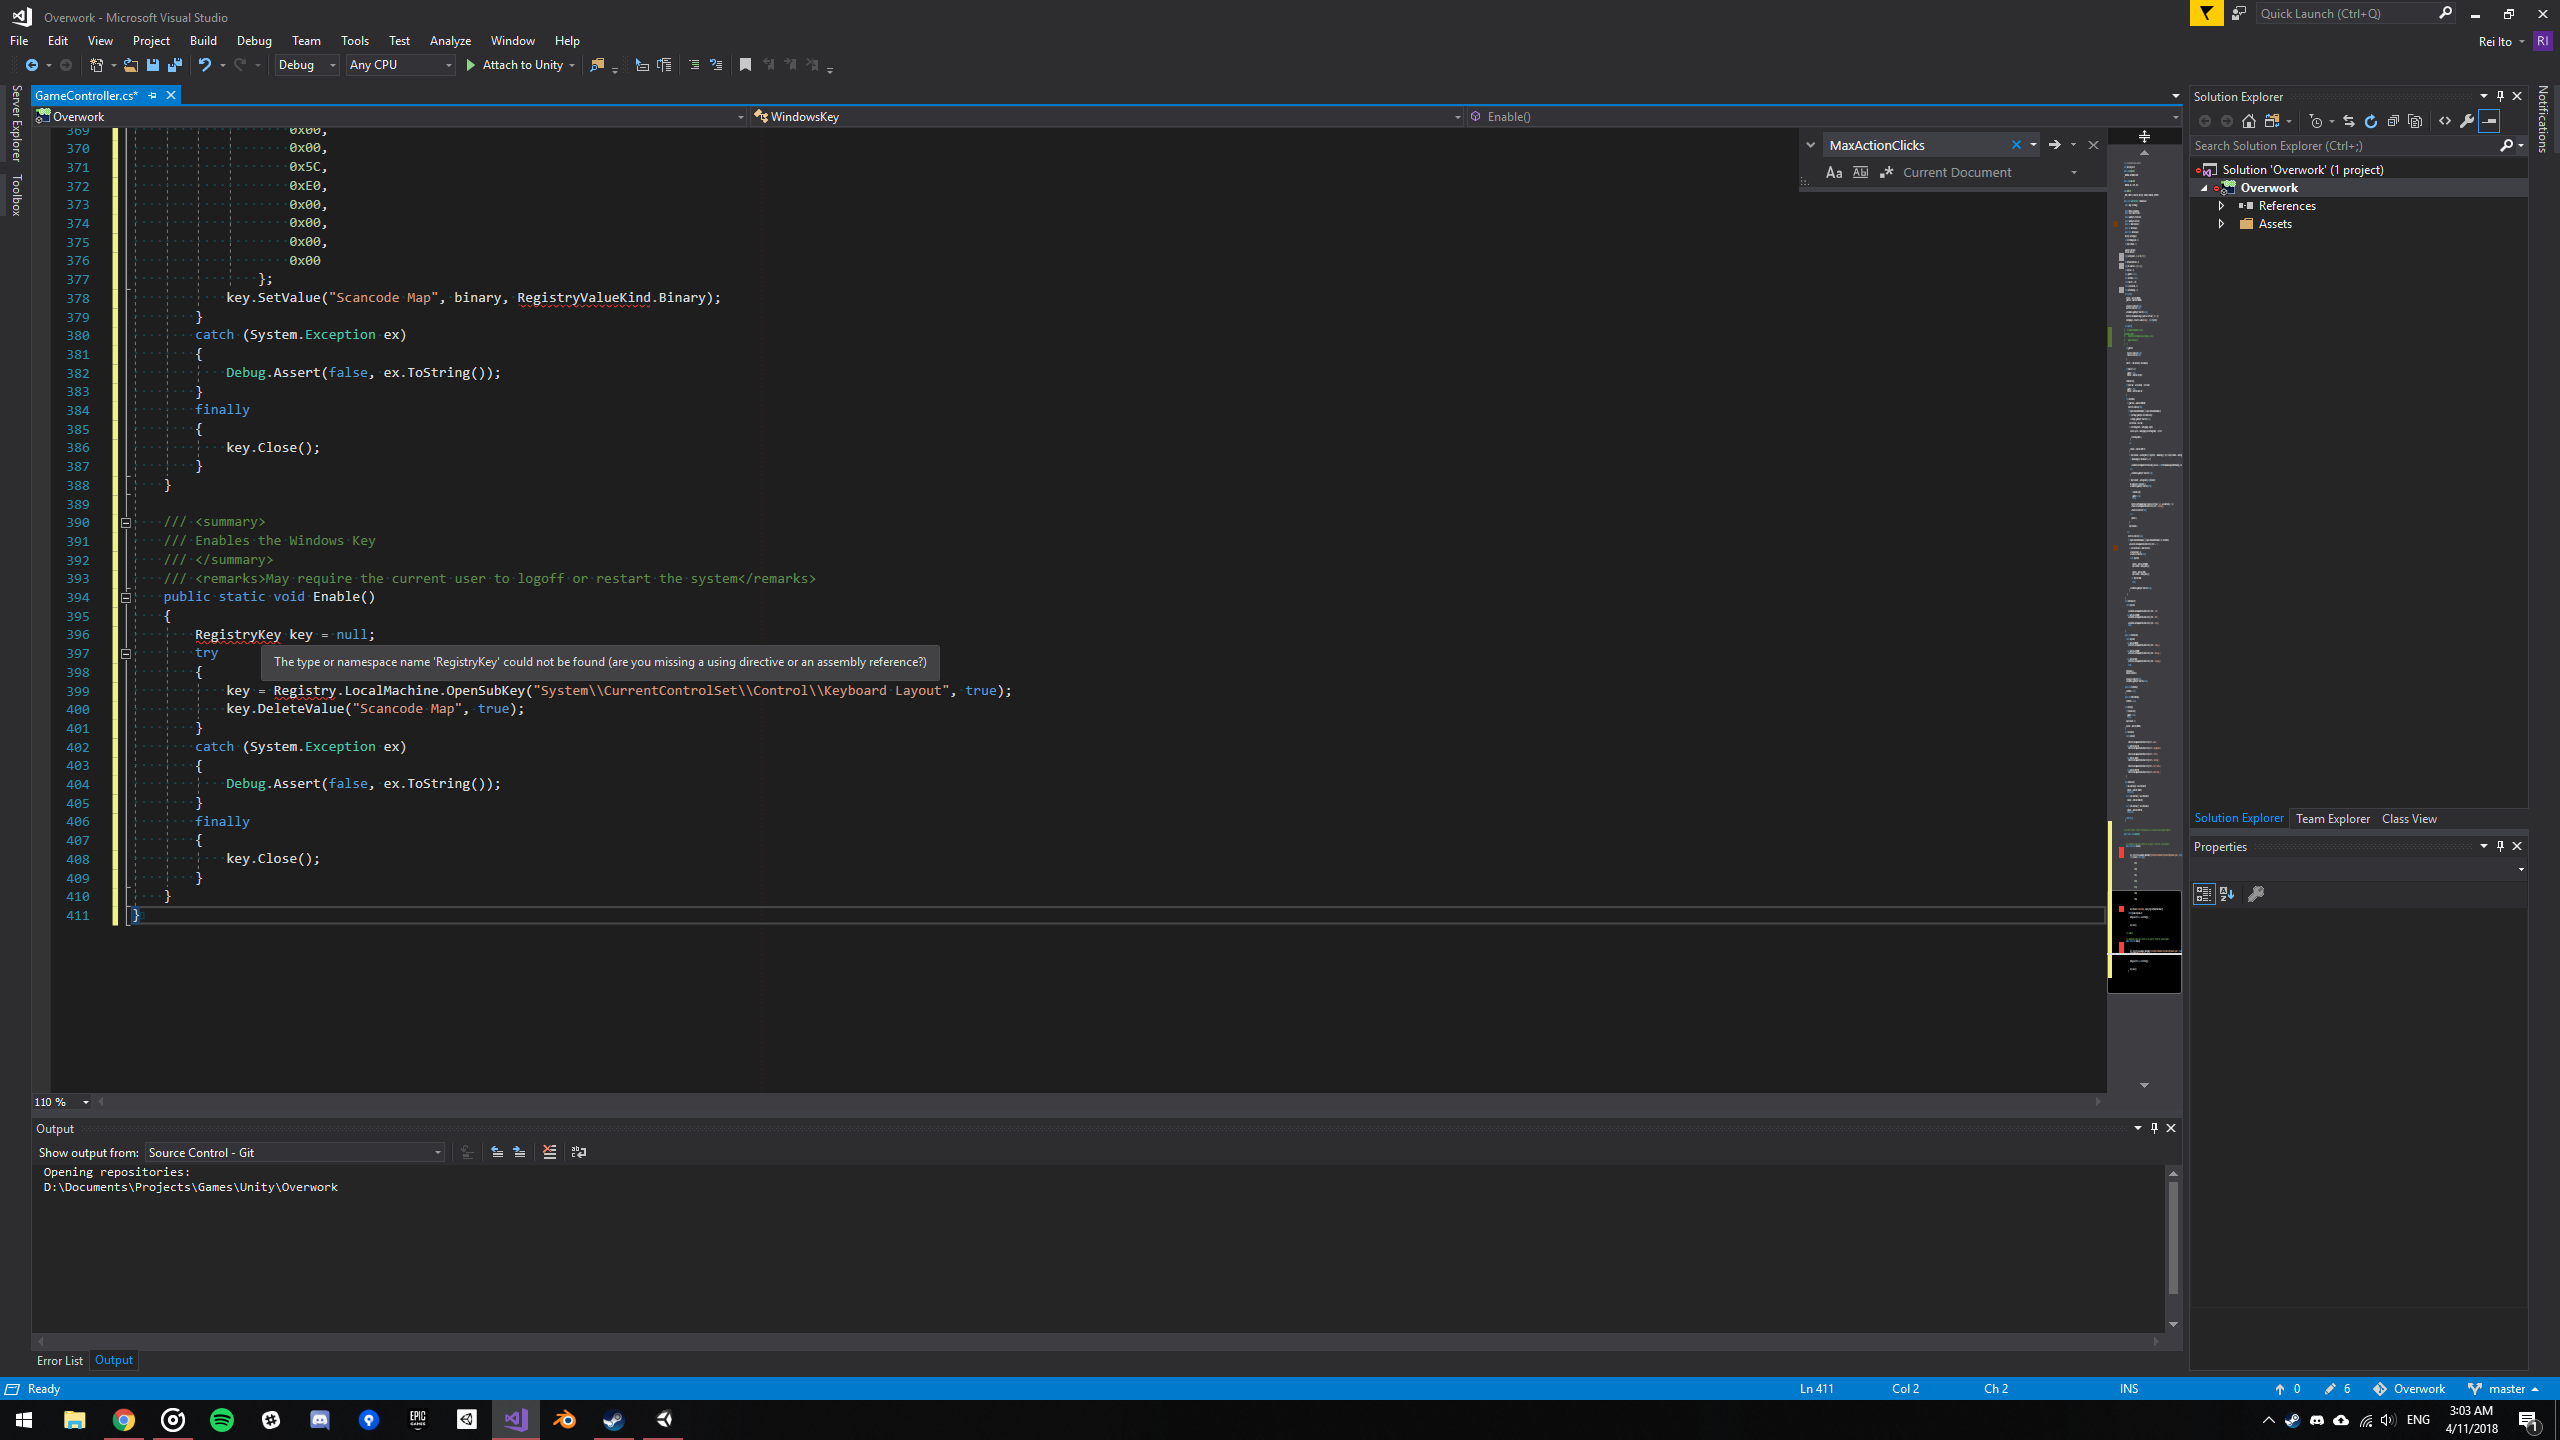 Overwork - Microsoft Visual Studio
Quick Launch (Ctrl+Q)
File Edit View Project Build Debug Team Tools Test Analyze Window Help
Rei Ito RI
Debug Any CPU Attach to Unity
Server Explorer
Toolbox
GameController.cs*
Overwork WindowsKey Enable()
MaxActionClicks
Aa Ab Current Document
369 0x00,
370 0x00,
371 0x5C,
372 0xE0,
373 0x00,
374 0x00,
375 0x00,
376 0x00
377 };
378 key.SetValue("Scancode Map", binary, RegistryValueKind.Binary);
379 }
380 catch (System.Exception ex)
381 {
382 Debug.Assert(false, ex.ToString());
383 }
384 finally
385 {
386 key.Close();
387 }
388 }
389
390 /// <summary>
391 /// Enables the Windows Key
392 /// </summary>
393 /// <remarks>May require the current user to logoff or restart the system</remarks>
394 public static void Enable()
395 {
396 RegistryKey key = null;
397 try
The type or namespace name 'RegistryKey' could not be found (are you missing a using directive or an assembly reference?)
398 {
399 key = Registry.LocalMachine.OpenSubKey("System\\CurrentControlSet\\Control\\Keyboard Layout", true);
400 key.DeleteValue("Scancode Map", true);
401 }
402 catch (System.Exception ex)
403 {
404 Debug.Assert(false, ex.ToString());
405 }
406 finally
407 {
408 key.Close();
409 }
410 }
411 }
110 %
Output
Show output from: Source Control - Git
Opening repositories:
D:\Documents\Projects\Games\Unity\Overwork
Error List Output
Solution Explorer
Search Solution Explorer (Ctrl+;)
Solution 'Overwork' (1 project)
Overwork
References
Assets
Solution Explorer Team Explorer Class View
Properties
Notifications
Ready Ln 411 Col 2 Ch 2 INS 0 6 Overwork master
EPIC GAMES
ENG
3:03 AM
4/11/2018
1